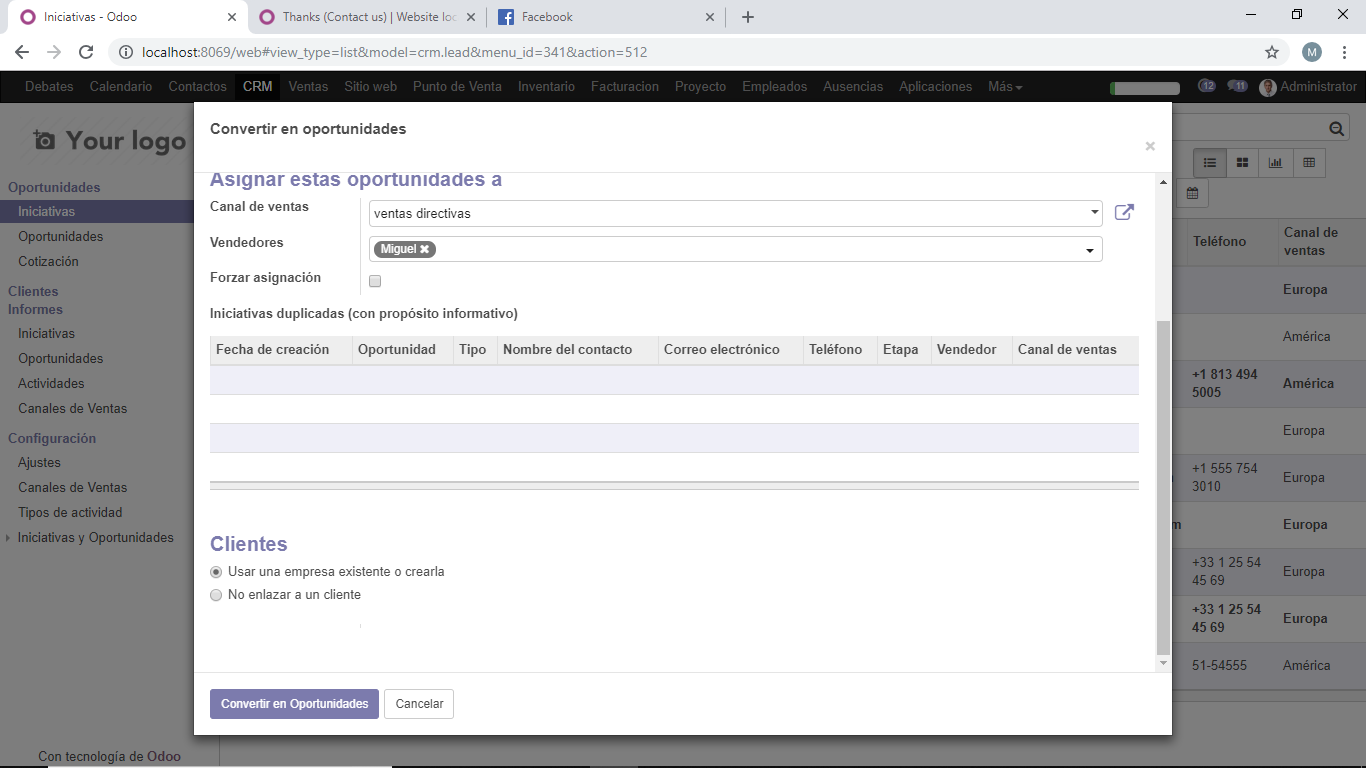 Iniciativas - Odoo
Thanks (Contact us) | Website loc
Facebook
localhost:8069/web#view_type=list&model=crm.lead&menu_id=341&action=512
M
Debates Calendario Contactos CRM Ventas Sitio web Punto de Venta Inventario Facturacion Proyecto Empleados Ausencias Aplicaciones Más
12 11 Administrator
Your logo
Oportunidades
Iniciativas
Oportunidades
Cotización
Clientes
Informes
Iniciativas
Oportunidades
Actividades
Canales de Ventas
Configuración
Ajustes
Canales de Ventas
Tipos de actividad
Iniciativas y Oportunidades
Con tecnología de Odoo
Convertir en oportunidades
×
Asignar estas oportunidades a
Canal de ventas ventas directivas
Vendedores Miguel
Forzar asignación
Iniciativas duplicadas (con propósito informativo)
Fecha de creación Oportunidad Tipo Nombre del contacto Correo electrónico Teléfono Etapa Vendedor Canal de ventas
Clientes
Usar una empresa existente o crearla
No enlazar a un cliente
Convertir en Oportunidades Cancelar
Teléfono Canal de
ventas
Europa
América
+1 813 494
5005 América
Europa
+1 555 754
3010 Europa
m Europa
+33 1 25 54
45 69 Europa
+33 1 25 54
45 69 Europa
51-54555 América